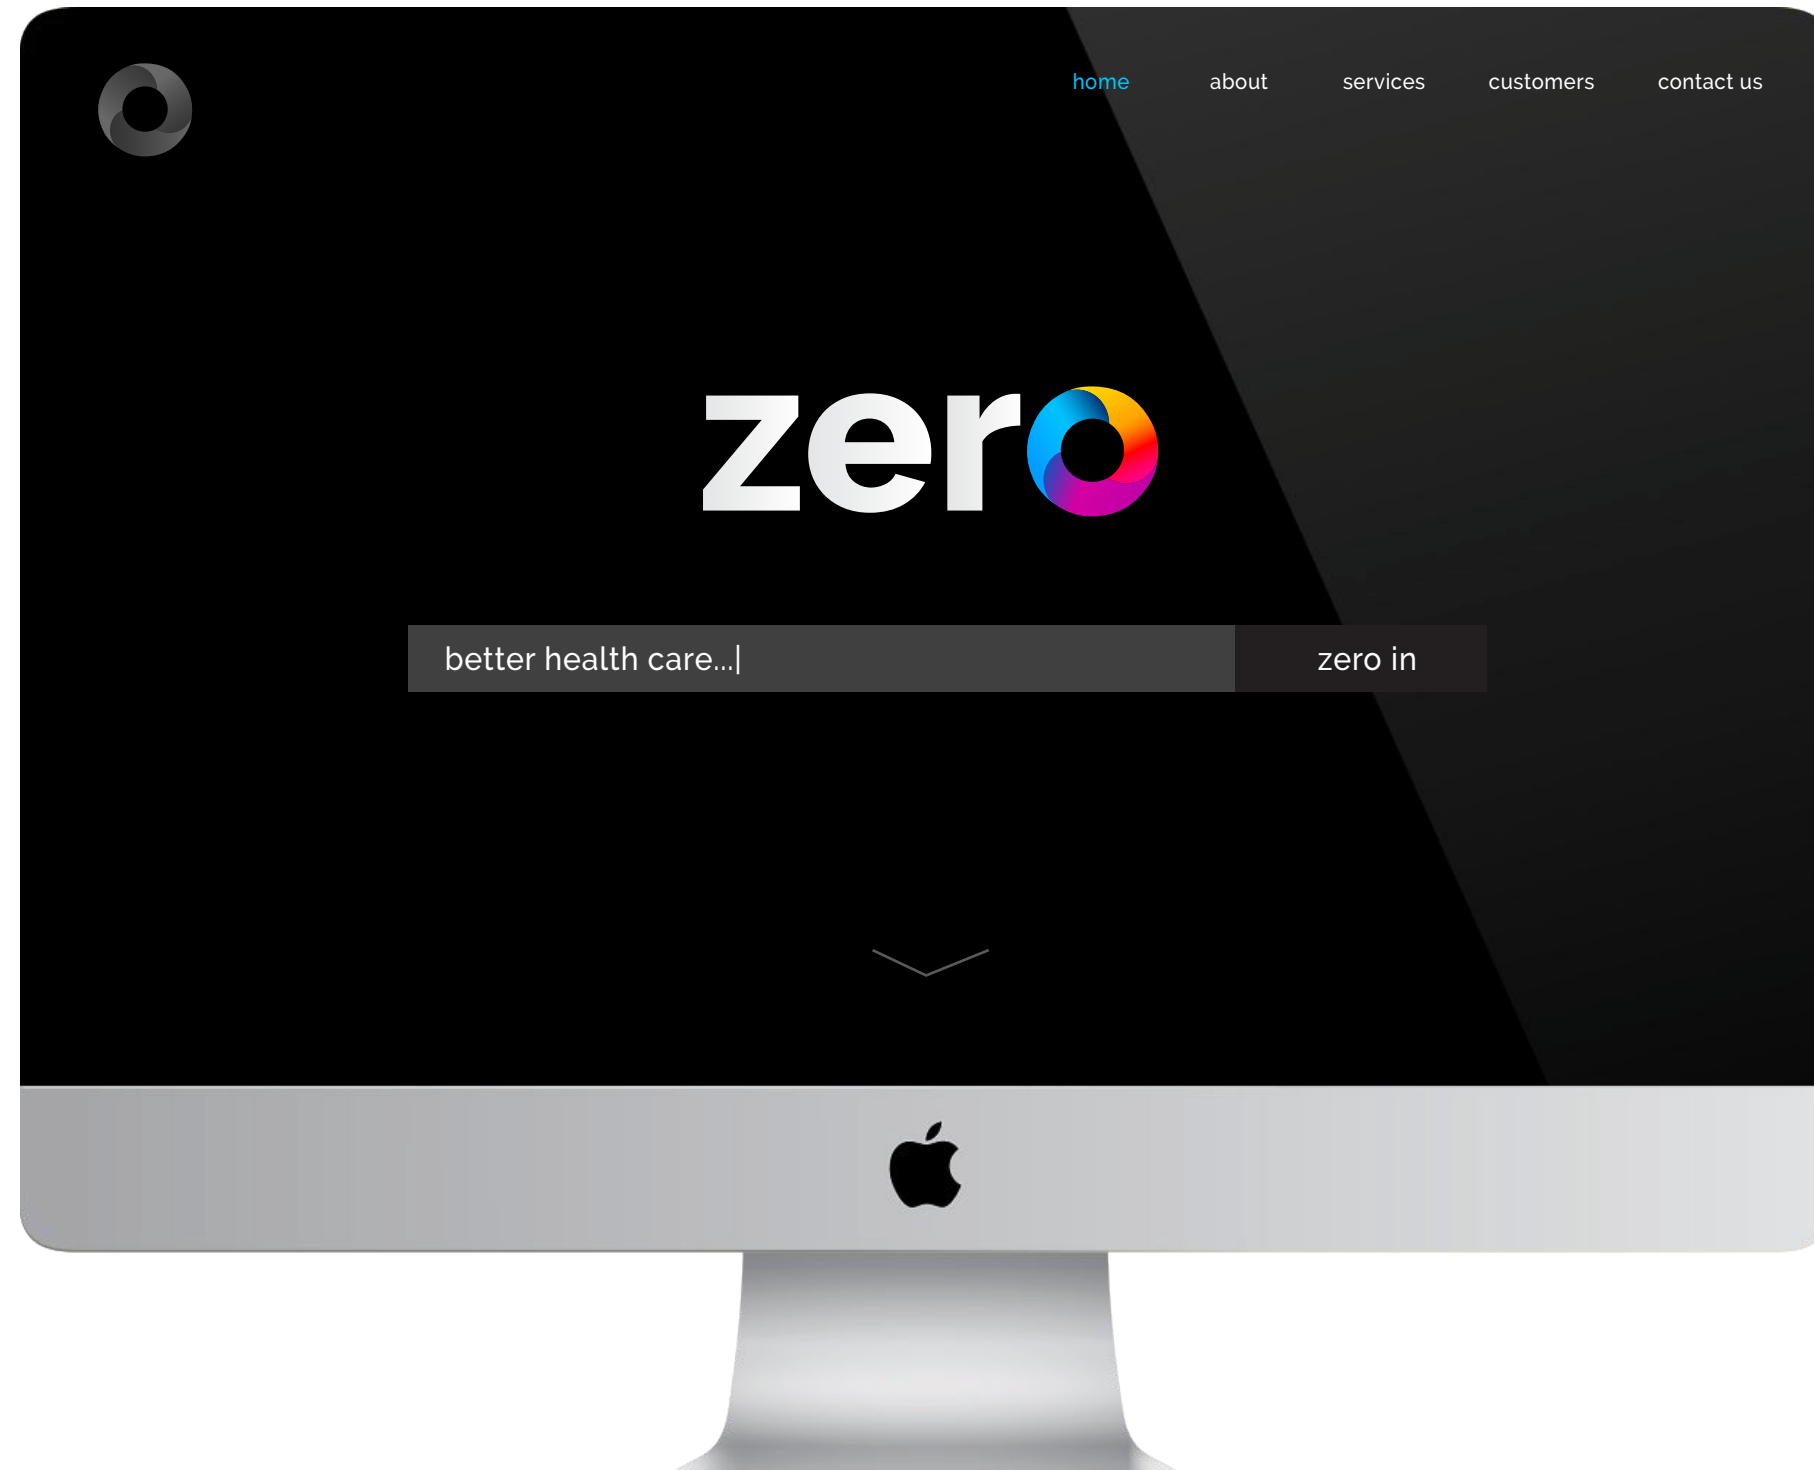 home about services customers contact us
zero
better health care...| zero in